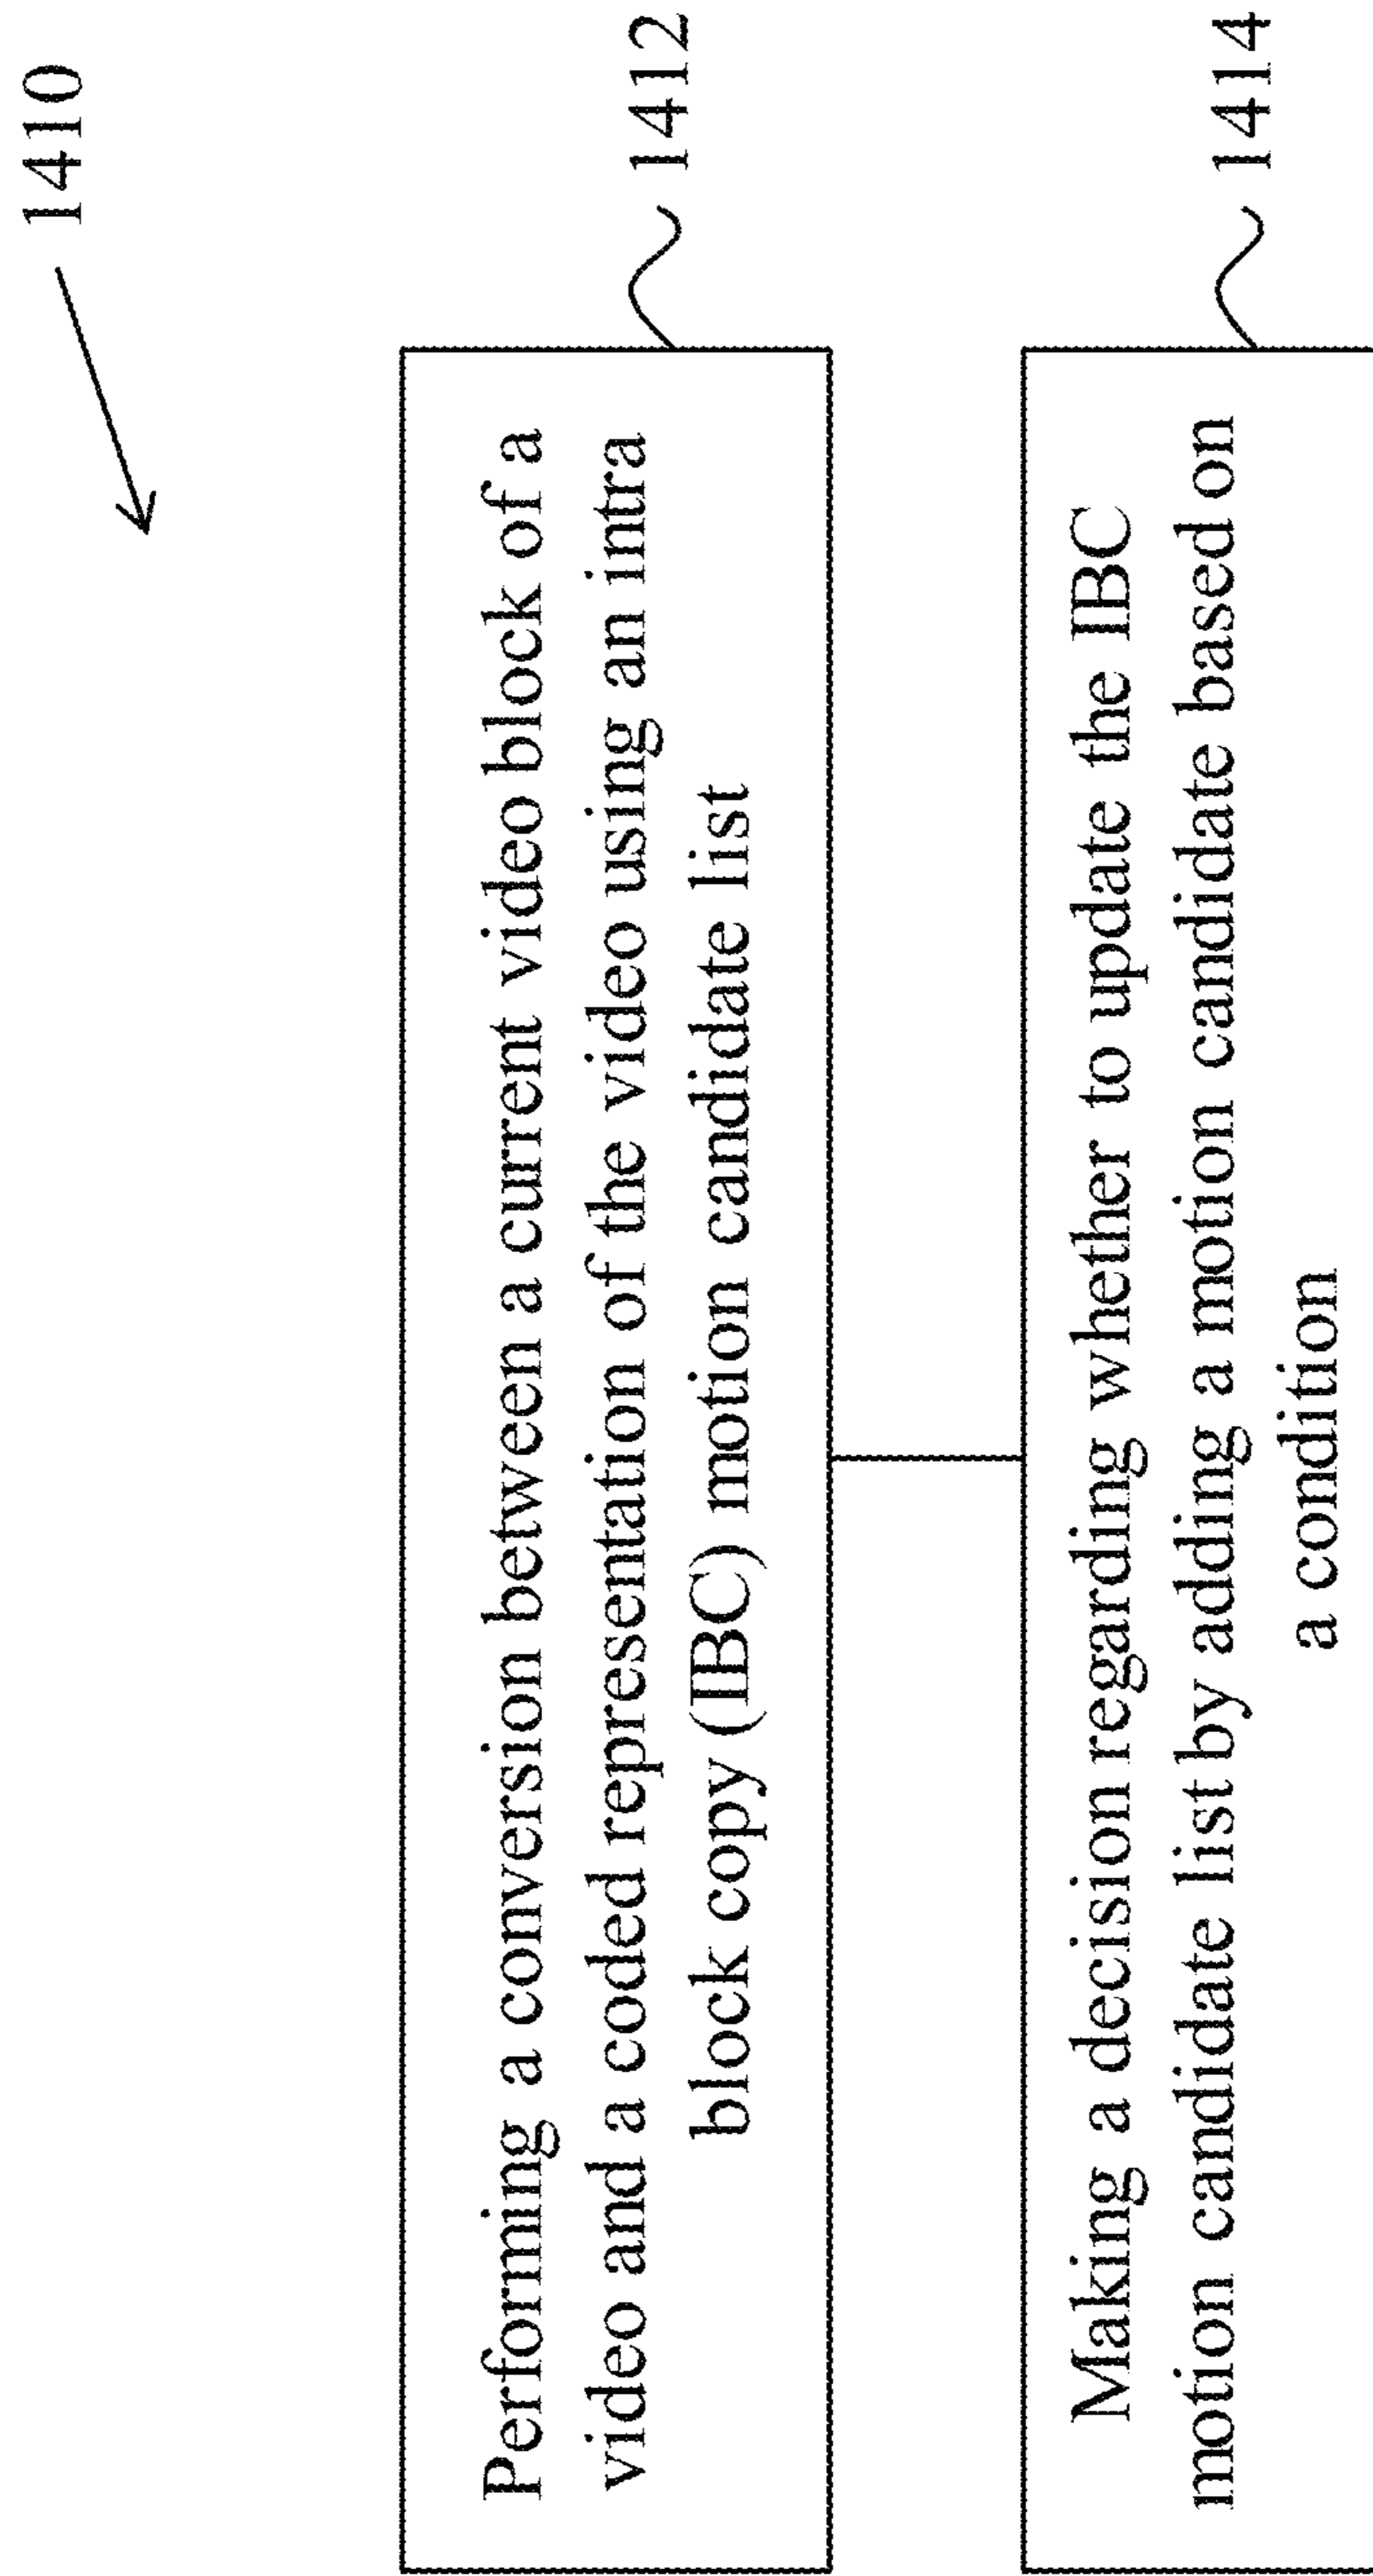 1410
Performing a conversion between a current video block of a
video and a coded representation of the video using an intra
block copy (IBC) motion candidate list
1412
Making a decision regarding whether to update the IBC
motion candidate list by adding a motion candidate based on
a condition
1414